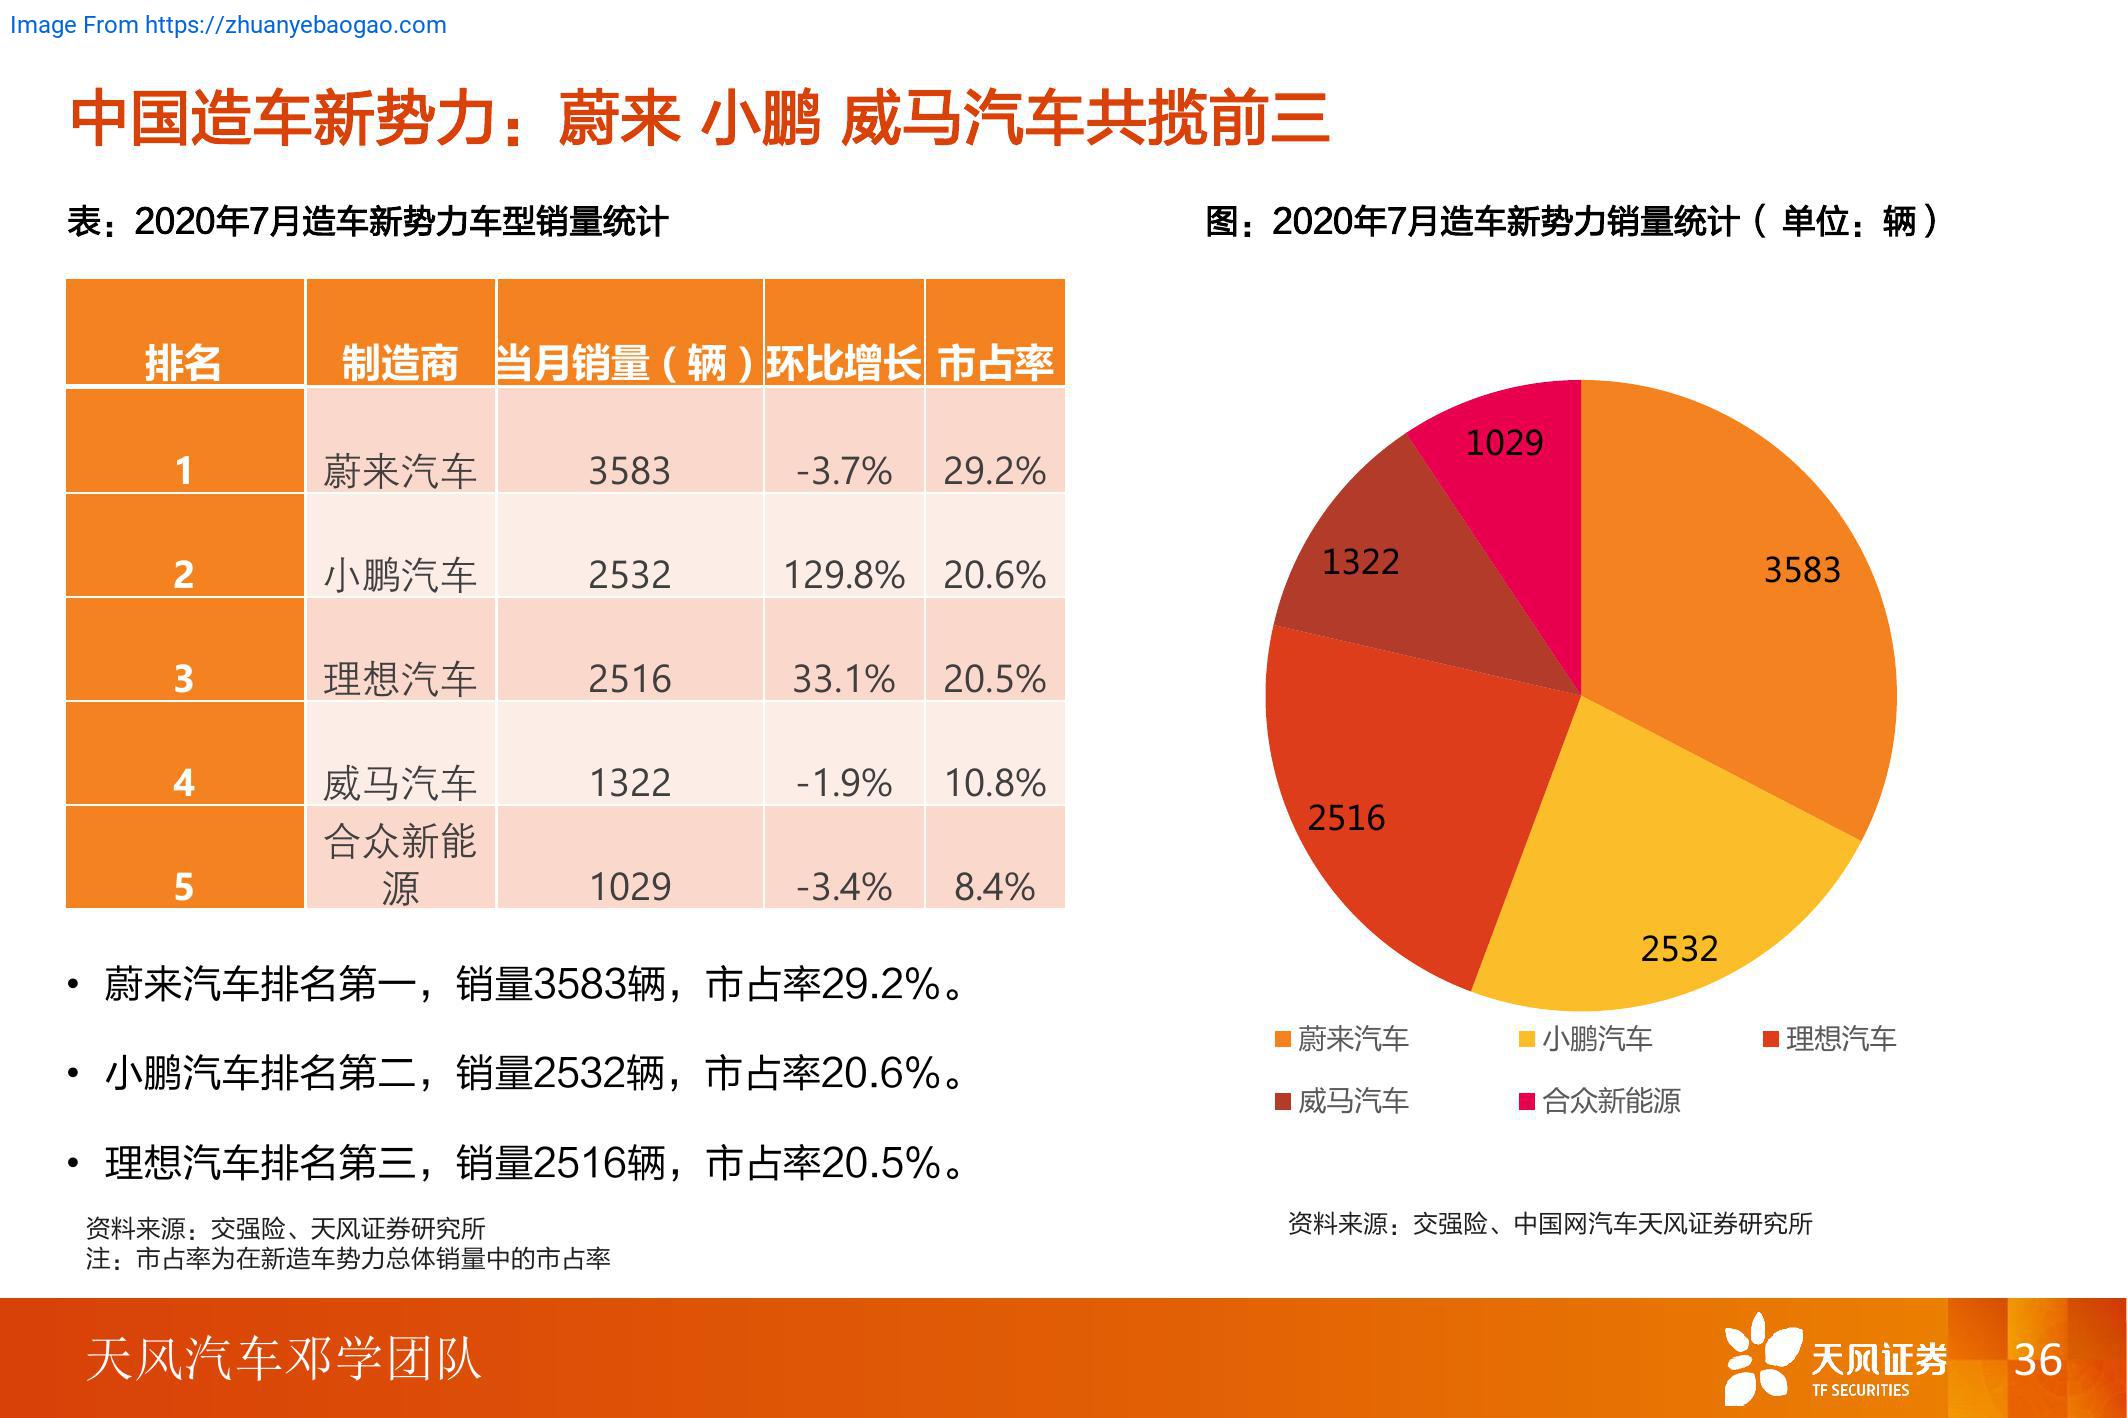 Image From https://zhuanyebaogao.com
中国造车新势力：蔚来 小鹏 威马汽车共揽前三
表：2020年7月造车新势力车型销量统计
排名 制造商 当月销量（辆） 环比增长 市占率
1 蔚来汽车 3583 -3.7% 29.2%
2 小鹏汽车 2532 129.8% 20.6%
3 理想汽车 2516 33.1% 20.5%
4 威马汽车 1322 -1.9% 10.8%
合众新能
5 源 1029 -3.4% 8.4%
• 蔚来汽车排名第一，销量3583辆，市占率29.2%。
• 小鹏汽车排名第二，销量2532辆，市占率20.6%。
• 理想汽车排名第三，销量2516辆，市占率20.5%。
资料来源：交强险、天风证券研究所
注：市占率为在新造车势力总体销量中的市占率
图：2020年7月造车新势力销量统计（ 单位：辆）
1029
1322
3583
2516
2532
蔚来汽车 小鹏汽车 理想汽车
威马汽车 合众新能源
资料来源：交强险、中国网汽车天风证券研究所
天风汽车邓学团队
天风证券
TF SECURITIES
36